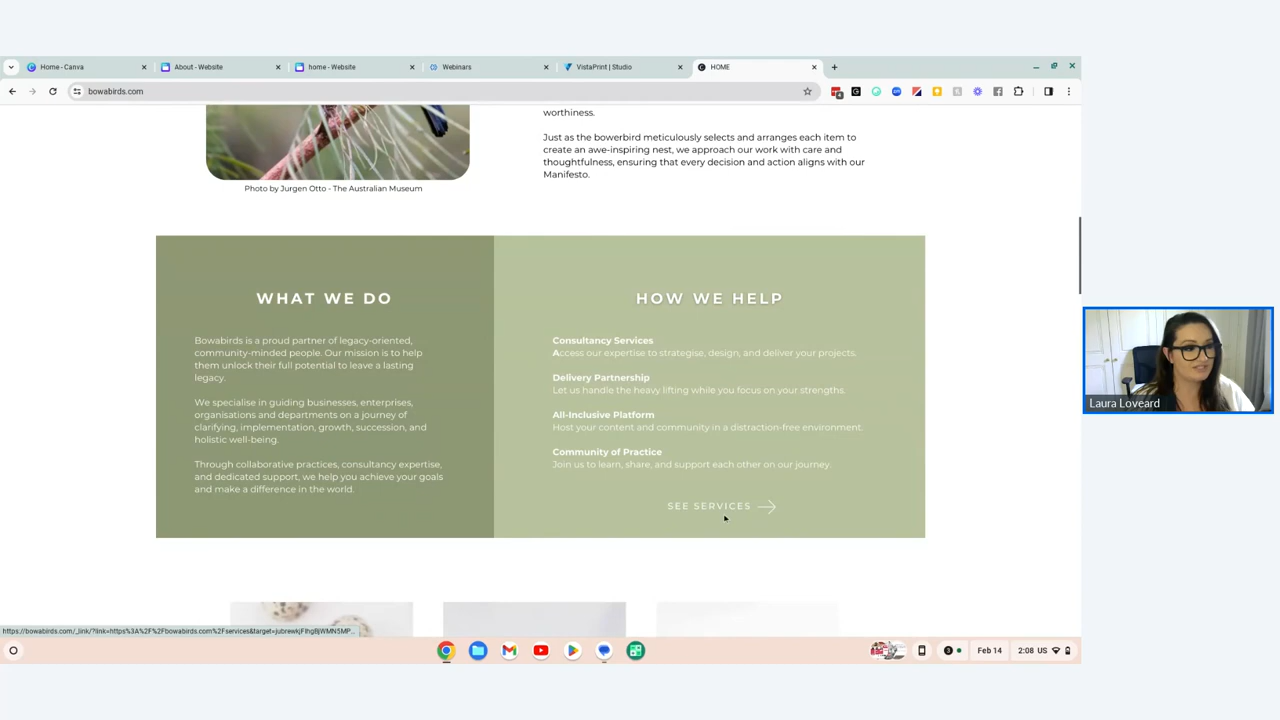 Home - Canva
About - Website
home - Website
Webinars
VistaPrint | Studio
HOME
bowabirds.com
worthiness.
Just as the bowerbird meticulously selects and arranges each item to
create an awe-inspiring nest, we approach our work with care and
thoughtfulness, ensuring that every decision and action aligns with our
Manifesto.
Photo by Jurgen Otto - The Australian Museum
WHAT WE DO
Bowabirds is a proud partner of legacy-oriented,
community-minded people. Our mission is to help
them unlock their full potential to leave a lasting
legacy.
We specialise in guiding businesses, enterprises,
organisations and departments on a journey of
clarifying, implementation, growth, succession, and
holistic well-being.
Through collaborative practices, consultancy expertise,
and dedicated support, we help you achieve your goals
and make a difference in the world.
HOW WE HELP
Consultancy Services
Access our expertise to strategise, design, and deliver your projects.
Delivery Partnership
Let us handle the heavy lifting while you focus on your strengths.
All-Inclusive Platform
Host your content and community in a distraction-free environment.
Community of Practice
Join us to learn, share, and support each other on our journey.
SEE SERVICES
Laura Loveard
Feb 14
2:08 US